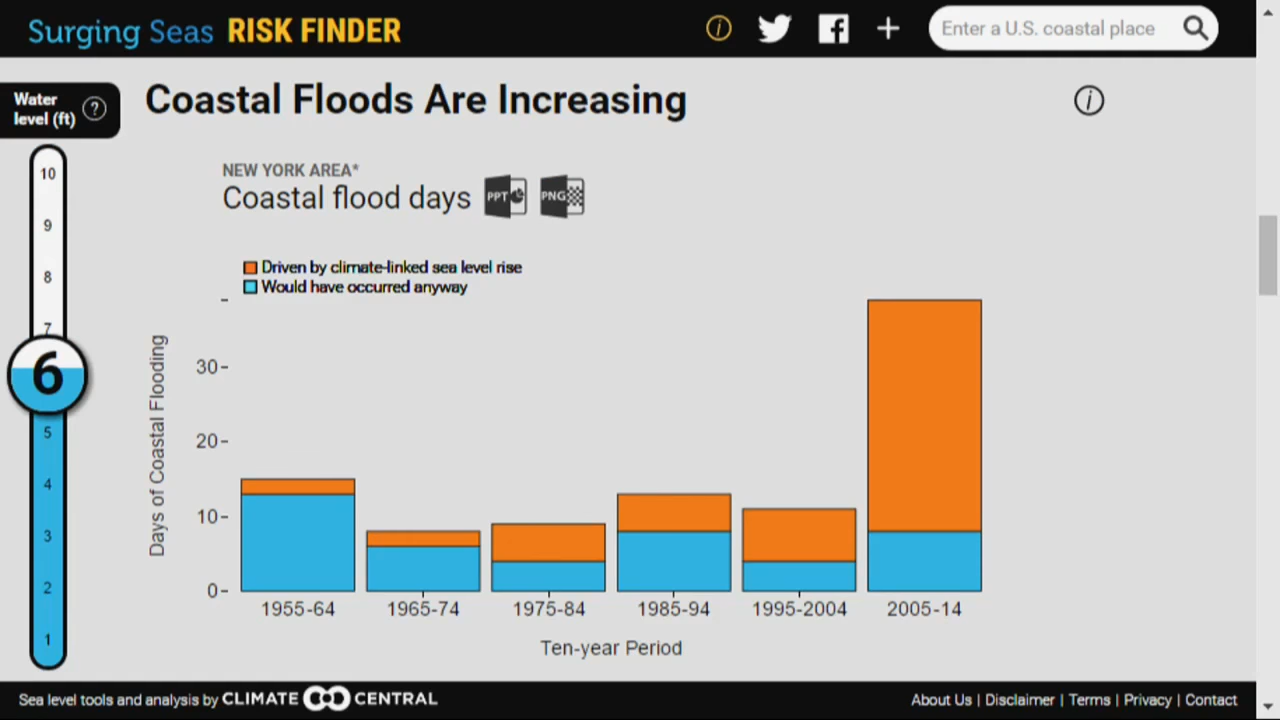 Surging Seas RISK FINDER
i
Enter a U.S. coastal place
Water
level (ft)
?
Coastal Floods Are Increasing
i
NEW YORK AREA*
Coastal flood days
PPT
PNG
Driven by climate-linked sea level rise
Would have occurred anyway
10
9
8
7
6
5
4
3
2
1
Days of Coastal Flooding
30
20
10
0
1955-64 1965-74 1975-84 1985-94 1995-2004 2005-14
Ten-year Period
Sea level tools and analysis by CLIMATE CENTRAL
About Us | Disclaimer | Terms | Privacy | Contact